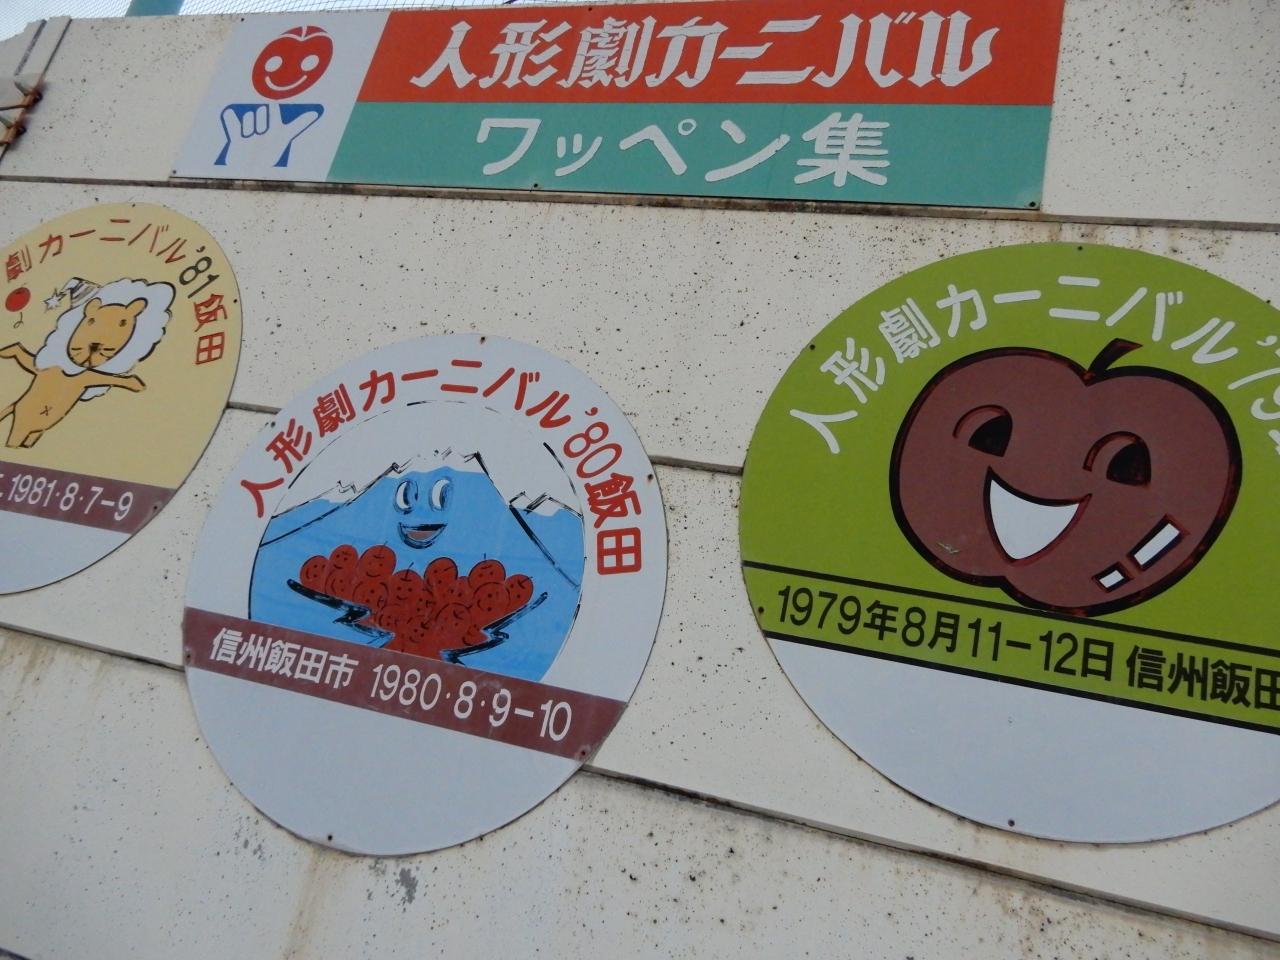 人形劇カーニバル
ワッペン集
劇カーニバル'81飯田
1981・8・7-9
人形劇カーニバル'80飯田
信州飯田市 1980・8・9-10
人形劇カーニバル'79
1979年8月11-12日 信州飯田